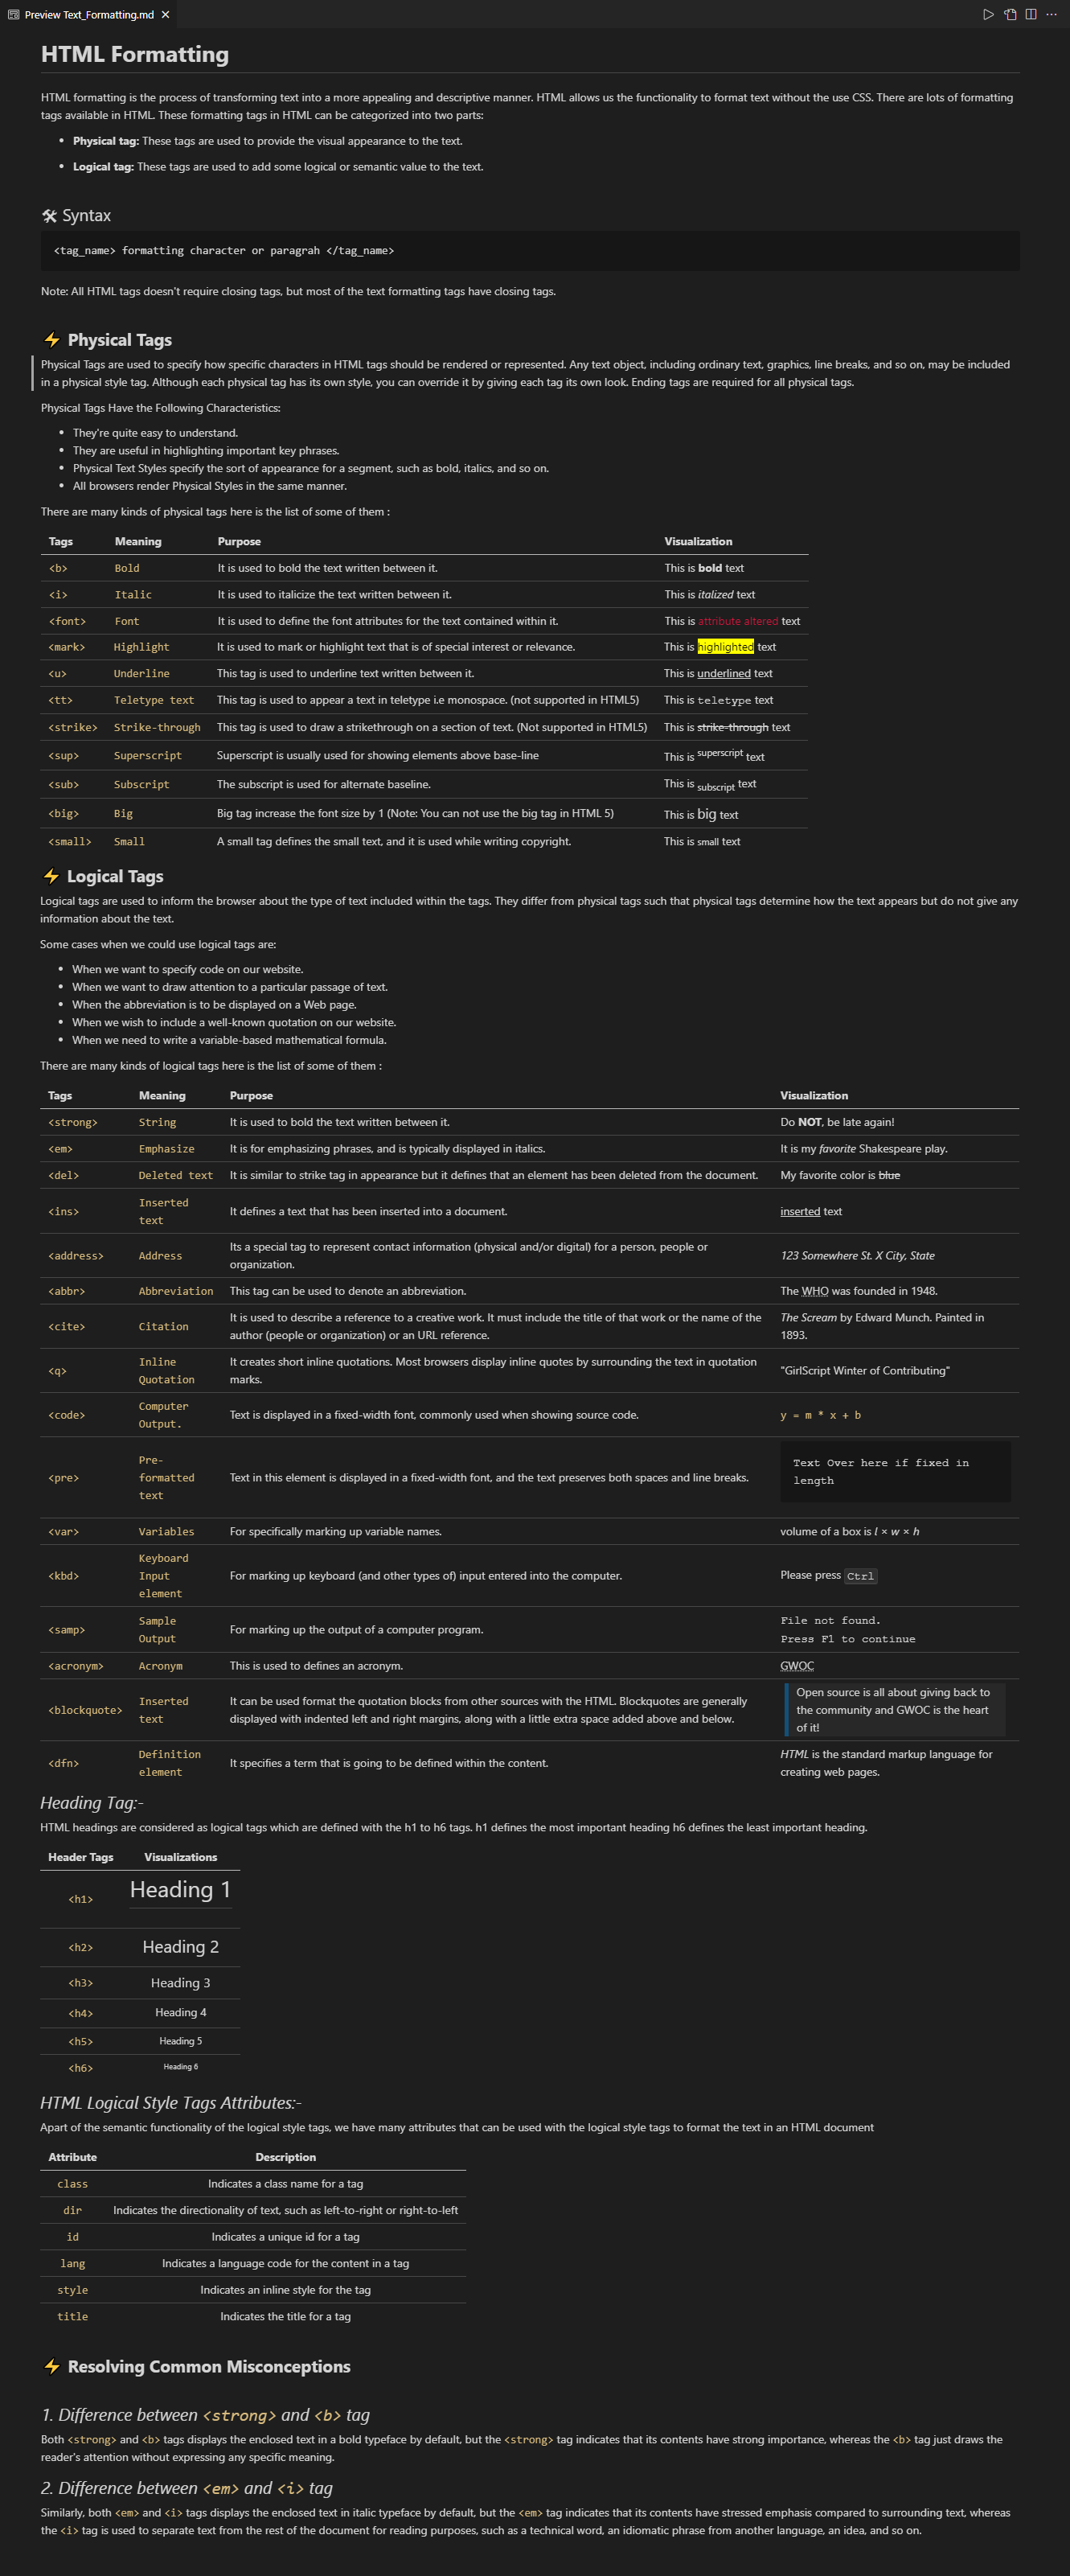 Preview Text_Formatting.md
HTML Formatting
HTML formatting is the process of transforming text into a more appealing and descriptive manner. HTML allows us the functionality to format text without the use CSS. There are lots of formatting
tags available in HTML. These formatting tags in HTML can be categorized into two parts:
• Physical tag: These tags are used to provide the visual appearance to the text.
• Logical tag: These tags are used to add some logical or semantic value to the text.
🛠 Syntax
<tag_name> formatting character or paragrah </tag_name>
Note: All HTML tags doesn't require closing tags, but most of the text formatting tags have closing tags.
⚡ Physical Tags
Physical Tags are used to specify how specific characters in HTML tags should be rendered or represented. Any text object, including ordinary text, graphics, line breaks, and so on, may be included
in a physical style tag. Although each physical tag has its own style, you can override it by giving each tag its own look. Ending tags are required for all physical tags.
Physical Tags Have the Following Characteristics:
• They're quite easy to understand.
• They are useful in highlighting important key phrases.
• Physical Text Styles specify the sort of appearance for a segment, such as bold, italics, and so on.
• All browsers render Physical Styles in the same manner.
There are many kinds of physical tags here is the list of some of them :
Tags Meaning Purpose Visualization
<b> Bold It is used to bold the text written between it. This is bold text
<i> Italic It is used to italicize the text written between it. This is italized text
<font> Font It is used to define the font attributes for the text contained within it. This is attribute altered text
<mark> Highlight It is used to mark or highlight text that is of special interest or relevance. This is highlighted text
<u> Underline This tag is used to underline text written between it. This is underlined text
<tt> Teletype text This tag is used to appear a text in teletype i.e monospace. (not supported in HTML5) This is teletype text
<strike> Strike-through This tag is used to draw a strikethrough on a section of text. (Not supported in HTML5) This is strike-through text
<sup> Superscript Superscript is usually used for showing elements above base-line This is superscript text
<sub> Subscript The subscript is used for alternate baseline. This is subscript text
<big> Big Big tag increase the font size by 1 (Note: You can not use the big tag in HTML 5) This is big text
<small> Small A small tag defines the small text, and it is used while writing copyright. This is small text
⚡ Logical Tags
Logical tags are used to inform the browser about the type of text included within the tags. They differ from physical tags such that physical tags determine how the text appears but do not give any
information about the text.
Some cases when we could use logical tags are:
• When we want to specify code on our website.
• When we want to draw attention to a particular passage of text.
• When the abbreviation is to be displayed on a Web page.
• When we wish to include a well-known quotation on our website.
• When we need to write a variable-based mathematical formula.
There are many kinds of logical tags here is the list of some of them :
Tags Meaning Purpose Visualization
<strong> String It is used to bold the text written between it. Do NOT, be late again!
<em> Emphasize It is for emphasizing phrases, and is typically displayed in italics. It is my favorite Shakespeare play.
<del> Deleted text It is similar to strike tag in appearance but it defines that an element has been deleted from the document. My favorite color is blue
<ins> Inserted
text It defines a text that has been inserted into a document. inserted text
<address> Address Its a special tag to represent contact information (physical and/or digital) for a person, people or
organization. 123 Somewhere St. X City, State
<abbr> Abbreviation This tag can be used to denote an abbreviation. The WHO was founded in 1948.
<cite> Citation It is used to describe a reference to a creative work. It must include the title of that work or the name of the
author (people or organization) or an URL reference. The Scream by Edward Munch. Painted in
1893.
<q> Inline
Quotation It creates short inline quotations. Most browsers display inline quotes by surrounding the text in quotation
marks. "GirlScript Winter of Contributing"
<code> Computer
Output. Text is displayed in a fixed-width font, commonly used when showing source code. y = m * x + b
<pre> Pre-
formatted
text Text in this element is displayed in a fixed-width font, and the text preserves both spaces and line breaks. Text Over here if fixed in
length
<var> Variables For specifically marking up variable names. volume of a box is l × w × h
<kbd> Keyboard
Input
element For marking up keyboard (and other types of) input entered into the computer. Please press Ctrl
<samp> Sample
Output For marking up the output of a computer program. File not found.
Press F1 to continue
<acronym> Acronym This is used to defines an acronym. GWOC
<blockquote> Inserted
text It can be used format the quotation blocks from other sources with the HTML. Blockquotes are generally
displayed with indented left and right margins, along with a little extra space added above and below. Open source is all about giving back to
the community and GWOC is the heart
of it!
<dfn> Definition
element It specifies a term that is going to be defined within the content. HTML is the standard markup language for
creating web pages.
Heading Tag:-
HTML headings are considered as logical tags which are defined with the h1 to h6 tags. h1 defines the most important heading h6 defines the least important heading.
Header Tags Visualizations
<h1> Heading 1
<h2> Heading 2
<h3> Heading 3
<h4> Heading 4
<h5> Heading 5
<h6> Heading 6
HTML Logical Style Tags Attributes:-
Apart of the semantic functionality of the logical style tags, we have many attributes that can be used with the logical style tags to format the text in an HTML document
Attribute Description
class Indicates a class name for a tag
dir Indicates the directionality of text, such as left-to-right or right-to-left
id Indicates a unique id for a tag
lang Indicates a language code for the content in a tag
style Indicates an inline style for the tag
title Indicates the title for a tag
⚡ Resolving Common Misconceptions
1. Difference between <strong> and <b> tag
Both <strong> and <b> tags displays the enclosed text in a bold typeface by default, but the <strong> tag indicates that its contents have strong importance, whereas the <b> tag just draws the
reader's attention without expressing any specific meaning.
2. Difference between <em> and <i> tag
Similarly, both <em> and <i> tags displays the enclosed text in italic typeface by default, but the <em> tag indicates that its contents have stressed emphasis compared to surrounding text, whereas
the <i> tag is used to separate text from the rest of the document for reading purposes, such as a technical word, an idiomatic phrase from another language, an idea, and so on.